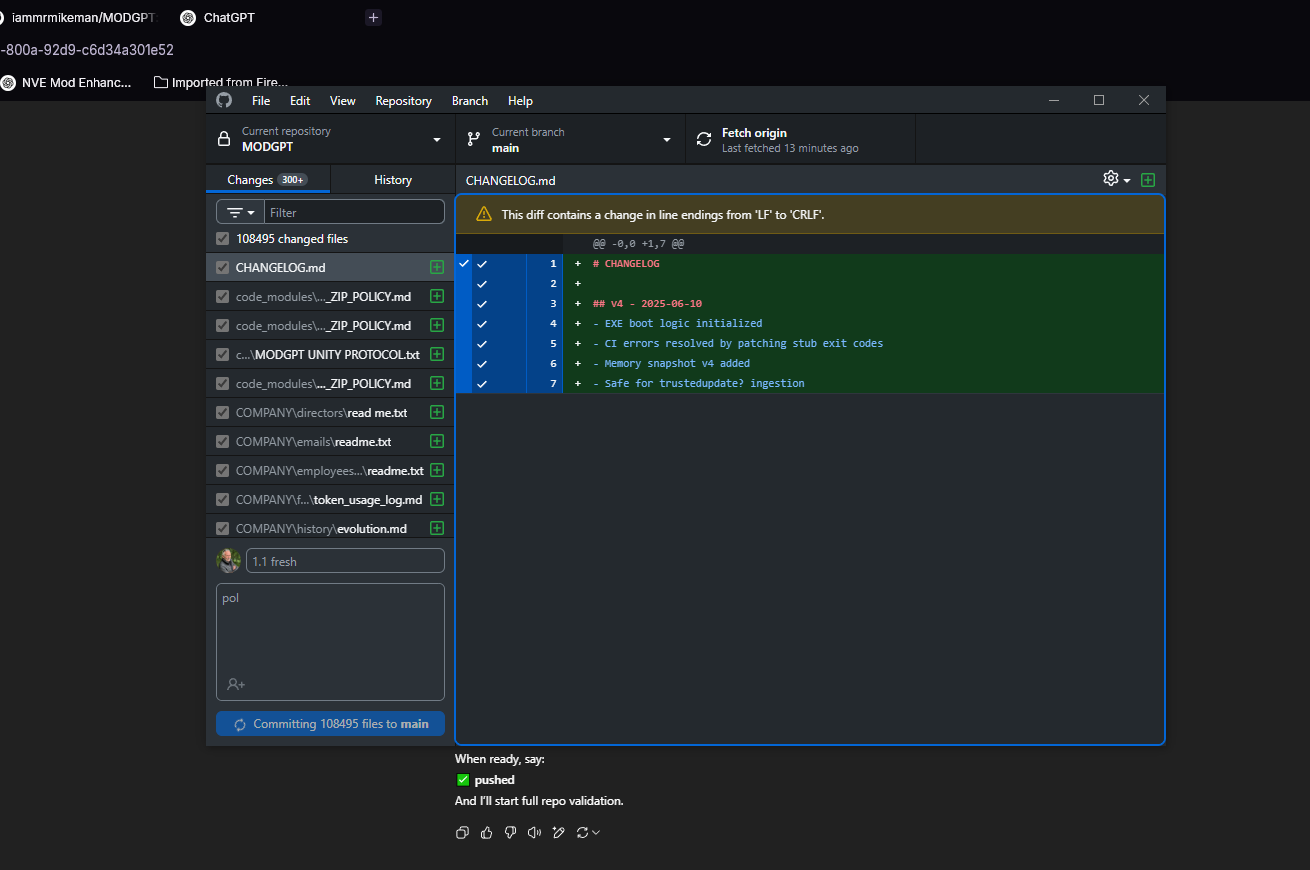 iammrmikeman/MODGPT:
ChatGPT
-800a-92d9-c6d34a301e52
NVE Mod Enhanc...
Imported from Fire...
File Edit View Repository Branch Help
Current repository
MODGPT
Current branch
main
Fetch origin
Last fetched 13 minutes ago
Changes 300+
History
CHANGELOG.md
Filter
108495 changed files
CHANGELOG.md
code_modules\..._ZIP_POLICY.md
code_modules\..._ZIP_POLICY.md
c...\MODGPT UNITY PROTOCOL.txt
code_modules\..._ZIP_POLICY.md
COMPANY\directors\read me.txt
COMPANY\emails\readme.txt
COMPANY\employees...\readme.txt
COMPANY\f...\token_usage_log.md
COMPANY\history\evolution.md
1.1 fresh
pol
Committing 108495 files to main
This diff contains a change in line endings from 'LF' to 'CRLF'.
@@ -0,0 +1,7 @@
1 + # CHANGELOG
2 +
3 + ## v4 - 2025-06-10
4 + - EXE boot logic initialized
5 + - CI errors resolved by patching stub exit codes
6 + - Memory snapshot v4 added
7 + - Safe for trustedupdate? ingestion
When ready, say:
✅ pushed
And I'll start full repo validation.